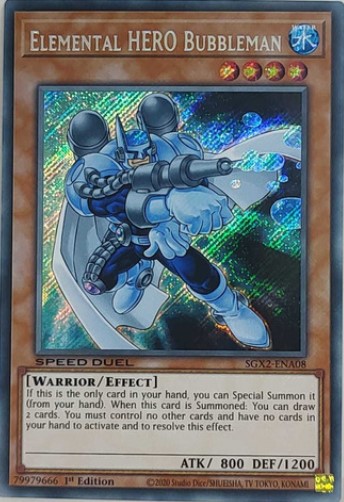 ELEMENTAL HERO BUBBLEMAN
WATER
水
SPEED DUEL
SGX2-ENA08
[WARRIOR/EFFECT]
If this is the only card in your hand, you can Special Summon it
(from your hand). When this card is Summoned: You can draw
2 cards. You must control no other cards and have no cards in
your hand to activate and to resolve this effect.
ATK/ 800 DEF/1200
79979666 1st Edition
©2020 Studio Dice/SHUEISHA, TV TOKYO, KONAMI